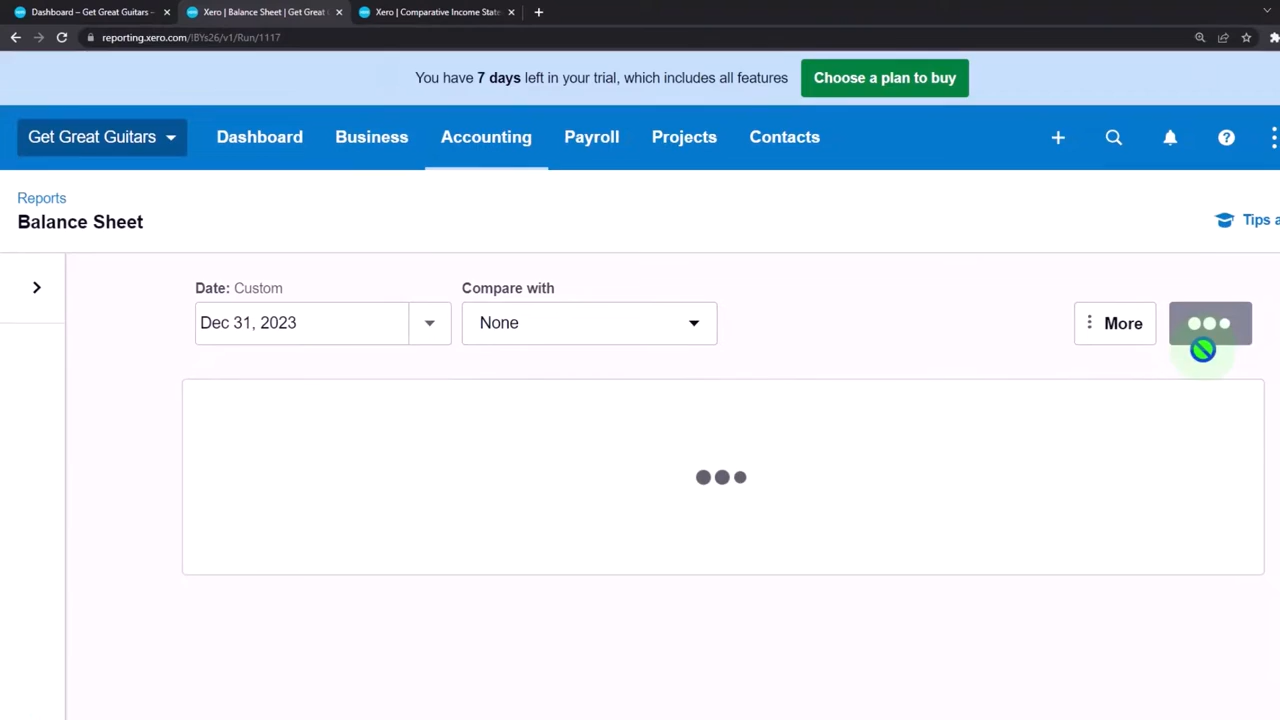 Dashboard – Get Great Guitars –
Xero | Balance Sheet | Get Great
Xero | Comparative Income State
reporting.xero.com/!BYs26/v1/Run/1117
You have 7 days left in your trial, which includes all features
Choose a plan to buy
Get Great Guitars
Dashboard
Business
Accounting
Payroll
Projects
Contacts
Reports
Balance Sheet
Tips a
Date: Custom
Compare with
Dec 31, 2023
None
More